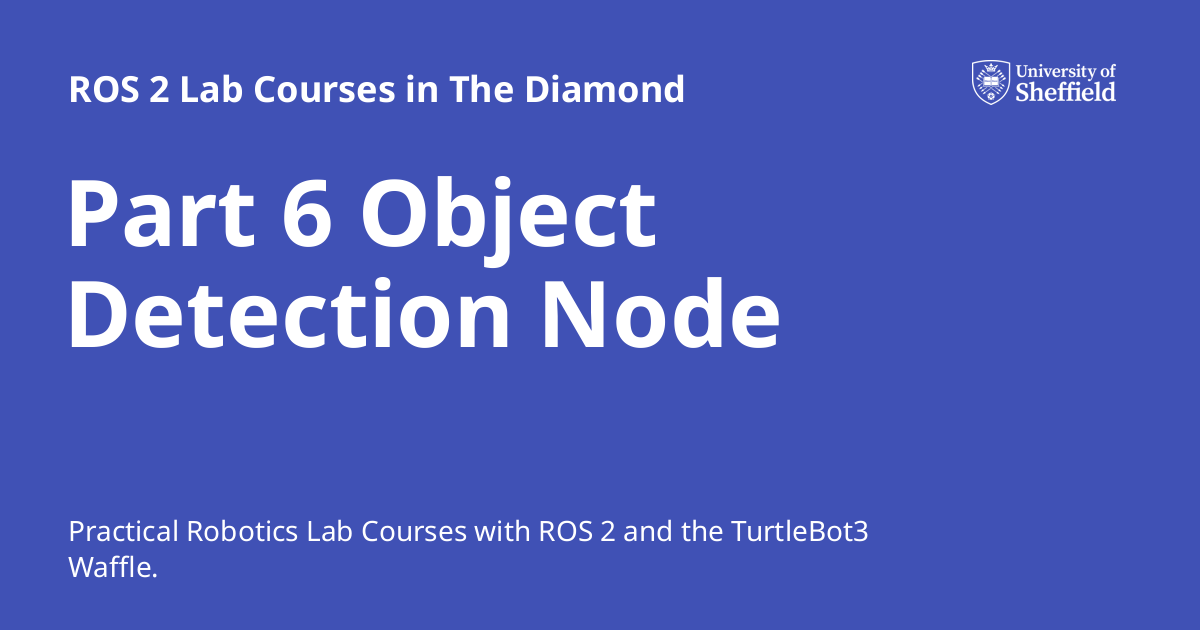 ROS 2 Lab Courses in The Diamond
University of
Sheffield
Part 6 Object
Detection Node
Practical Robotics Lab Courses with ROS 2 and the TurtleBot3
Waffle.